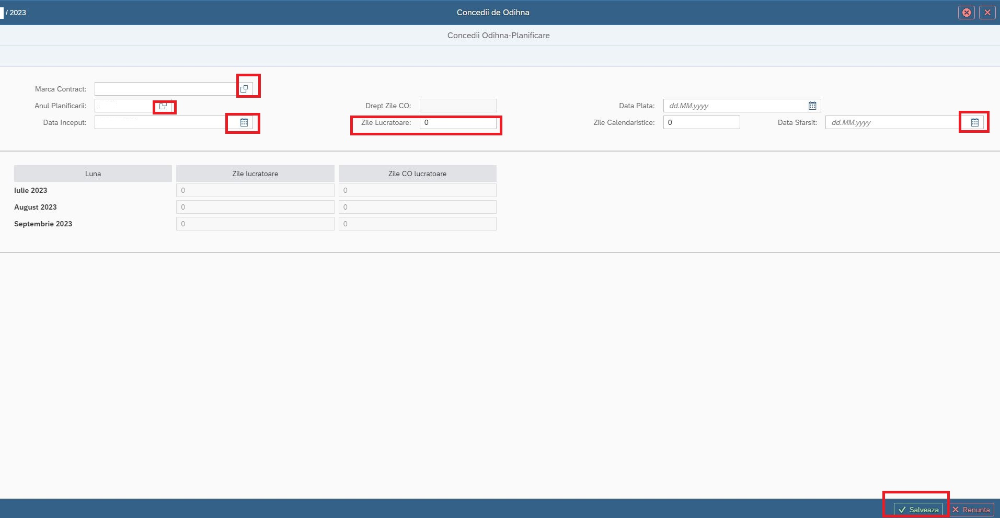 / 2023
Concedii de Odihna
Concedii Odihna-Planificare
Marca Contract:
Anul Planificarii:
Drept Zile CO:
Data Plata: dd.MM.yyyy
Data Inceput:
Zile Lucratoare: 0
Zile Calendaristice: 0
Data Sfarsit: dd.MM.yyyy
Luna Zile lucratoare Zile CO lucratoare
Iulie 2023 0 0
August 2023 0 0
Septembrie 2023 0 0
Salveaza
Renunta